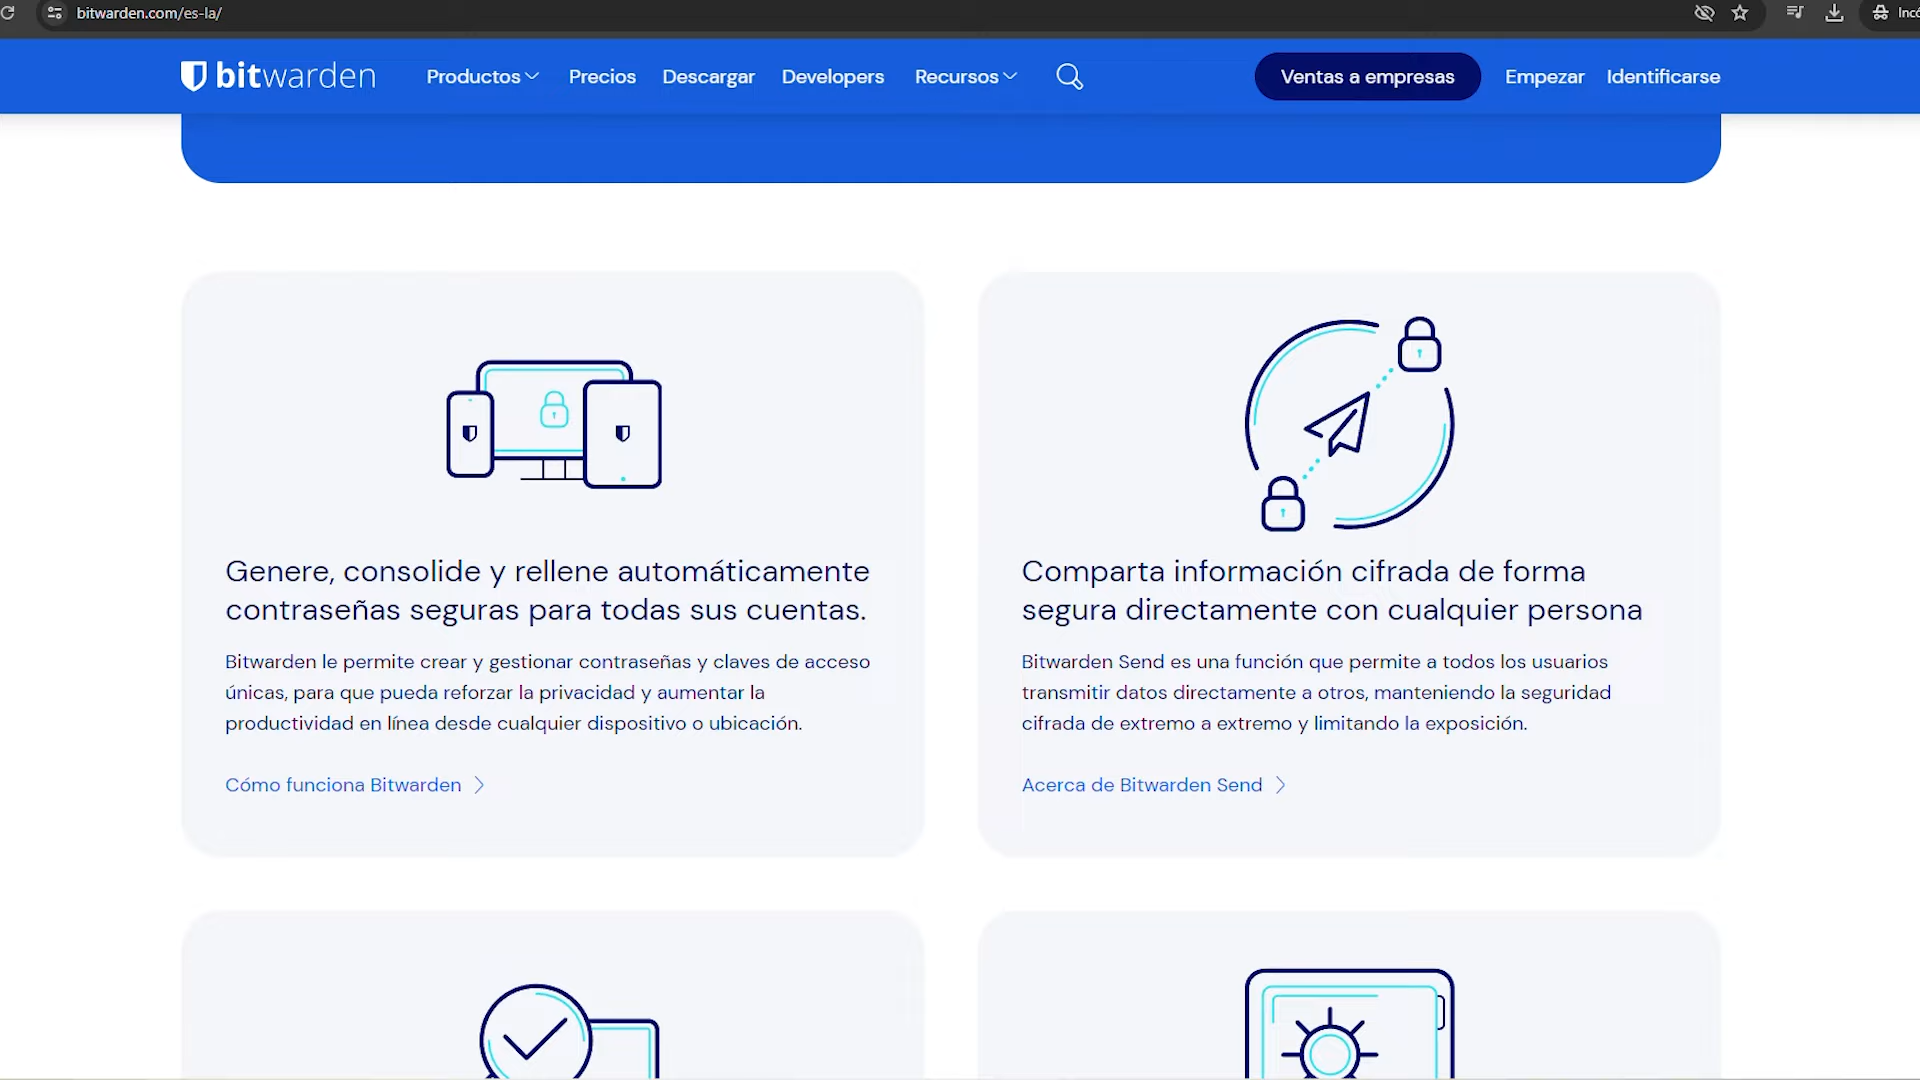 bitwarden.com/es-la/
bitwarden
Productos
Precios
Descargar
Developers
Recursos
Ventas a empresas
Empezar
Identificarse
Genere, consolide y rellene automáticamente
contraseñas seguras para todas sus cuentas.
Bitwarden le permite crear y gestionar contraseñas y claves de acceso
únicas, para que pueda reforzar la privacidad y aumentar la
productividad en línea desde cualquier dispositivo o ubicación.
Cómo funciona Bitwarden
Comparta información cifrada de forma
segura directamente con cualquier persona
Bitwarden Send es una función que permite a todos los usuarios
transmitir datos directamente a otros, manteniendo la seguridad
cifrada de extremo a extremo y limitando la exposición.
Acerca de Bitwarden Send